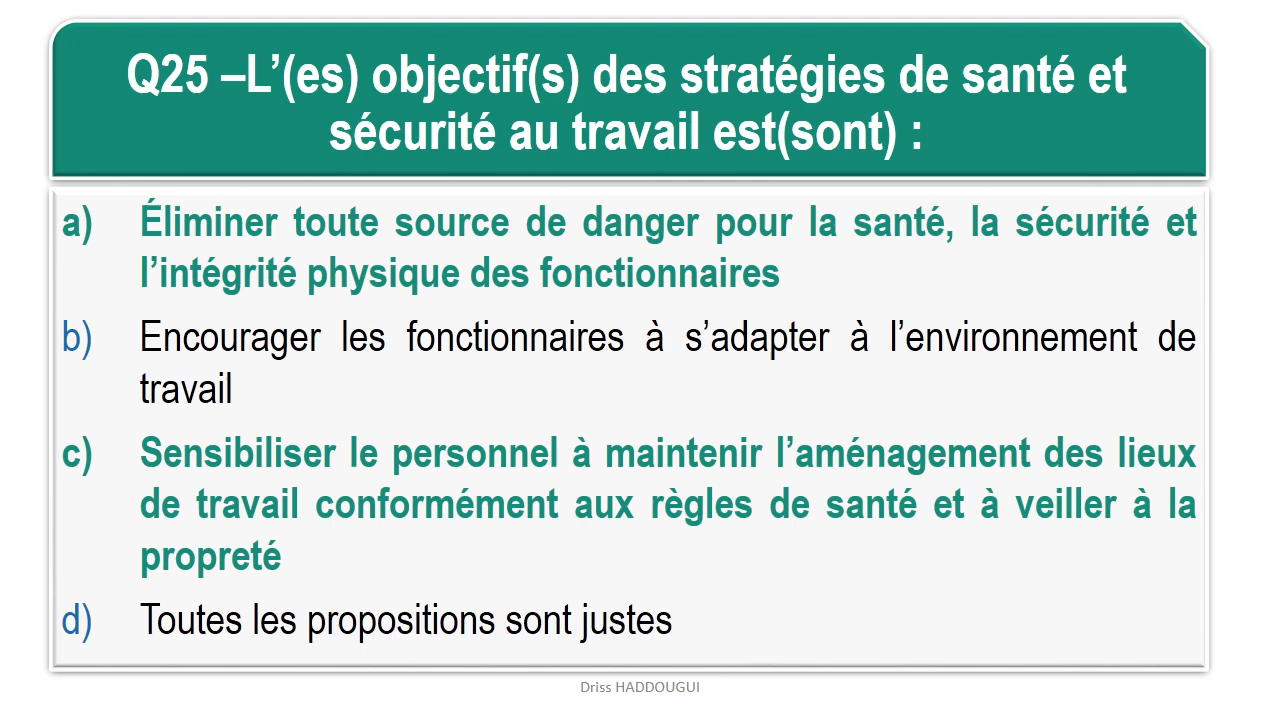 Q25 –L’(es) objectif(s) des stratégies de santé et
sécurité au travail est(sont) :
a) Éliminer toute source de danger pour la santé, la sécurité et
l’intégrité physique des fonctionnaires
b) Encourager les fonctionnaires à s’adapter à l’environnement de
travail
c) Sensibiliser le personnel à maintenir l’aménagement des lieux
de travail conformément aux règles de santé et à veiller à la
propreté
d) Toutes les propositions sont justes
Driss HADDOUGUI